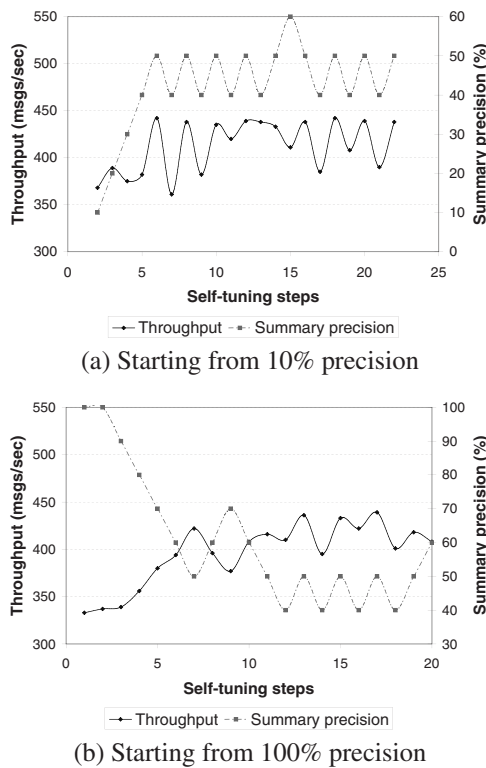 550
500
450
400
350
300
Throughput (msgs/sec)
60
50
40
30
20
10
0
Summary precision (%)
0 5 10 15 20 25
Self-tuning steps
Throughput Summary precision
(a) Starting from 10% precision
550
500
450
400
350
300
Throughput (msgs/sec)
100
90
80
70
60
50
40
30
Summary precision (%)
0 5 10 15 20
Self-tuning steps
Throughput Summary precision
(b) Starting from 100% precision